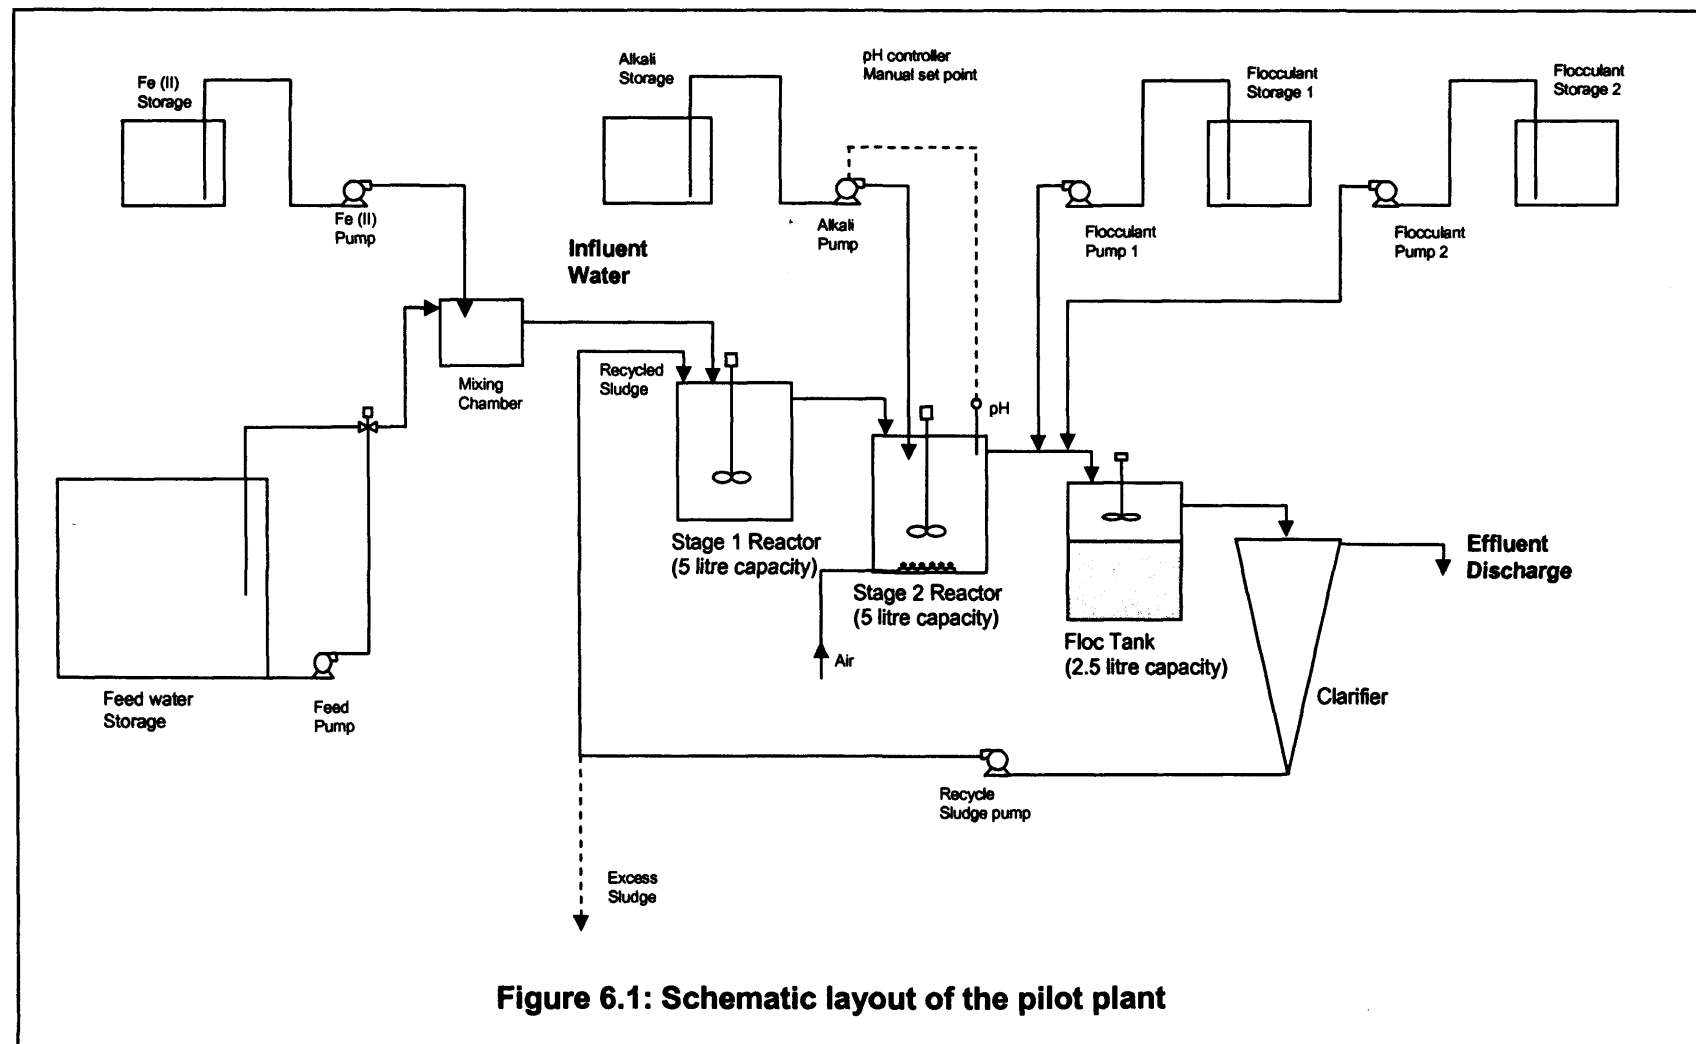 Fe (II)
Storage
Alkali
Storage
pH controller
Manual set point
Flocculant
Storage 1
Flocculant
Storage 2
Fe (II)
Pump
Alkali
Pump
Flocculant
Pump 1
Flocculant
Pump 2
Influent
Water
Mixing
Chamber
Recycled
Sludge
pH
Stage 1 Reactor
(5 litre capacity)
Stage 2 Reactor
(5 litre capacity)
Effluent
Discharge
Floc Tank
(2.5 litre capacity)
Air
Clarifier
Feed water
Storage
Feed
Pump
Recycle
Sludge pump
Excess
Sludge
Figure 6.1: Schematic layout of the pilot plant